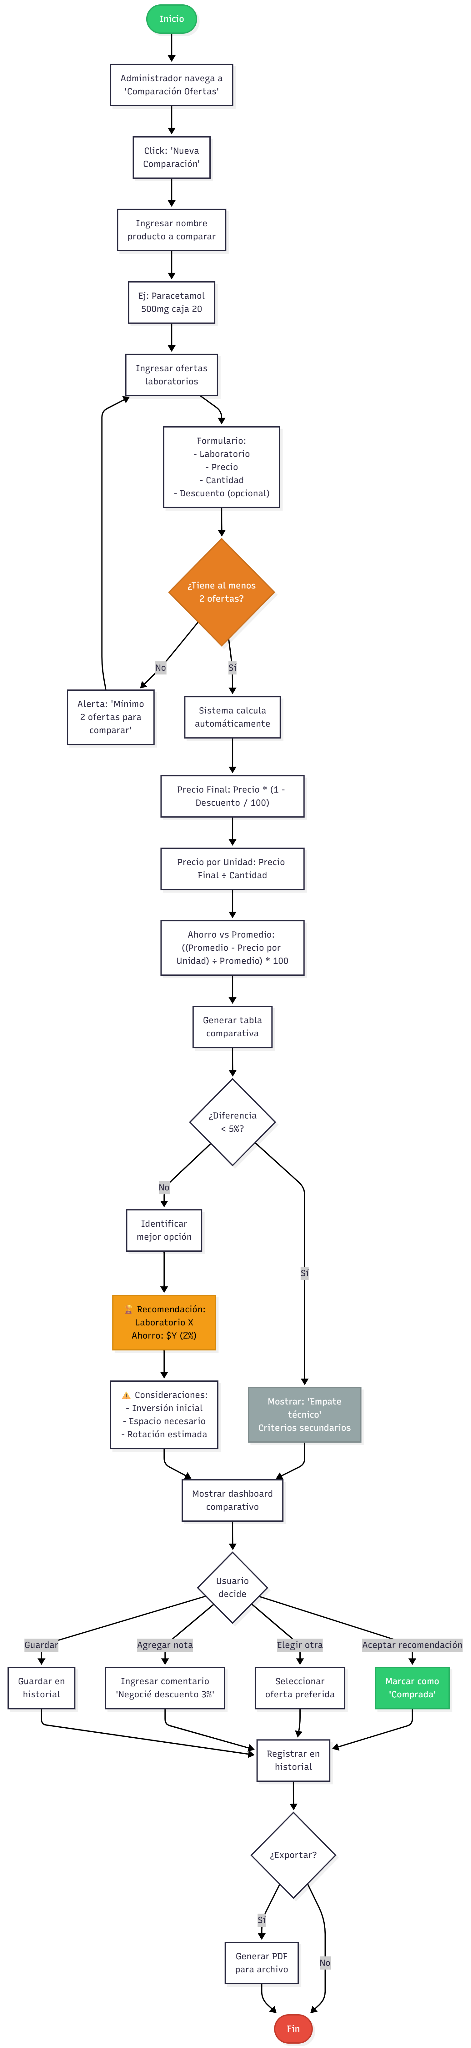 Inicio
Administrador navega a
'Comparación Ofertas'
Click: 'Nueva
Comparación'
Ingresar nombre
producto a comparar
Ej: Paracetamol
500mg caja 20
Ingresar ofertas
laboratorios
Formulario:
- Laboratorio
- Precio
- Cantidad
- Descuento (opcional)
¿Tiene al menos
2 ofertas?
No
Sí
Alerta: 'Mínimo
2 ofertas para
comparar'
Sistema calcula
automáticamente
Precio Final: Precio * (1 -
Descuento / 100)
Precio por Unidad: Precio
Final ÷ Cantidad
Ahorro vs Promedio:
((Promedio - Precio por
Unidad) ÷ Promedio) * 100
Generar tabla
comparativa
¿Diferencia
< 5%?
No
Identificar
mejor opción
Sí
🏆 Recomendación:
Laboratorio X
Ahorro: $Y (Z%)
⚠️ Consideraciones:
- Inversión inicial
- Espacio necesario
- Rotación estimada
Mostrar: 'Empate
técnico'
Criterios secundarios
Mostrar dashboard
comparativo
Usuario
decide
Guardar
Agregar nota
Elegir otra
Aceptar recomendación
Guardar en
historial
Ingresar comentario
'Negocié descuento 3%'
Seleccionar
oferta preferida
Marcar como
'Comprada'
Registrar en
historial
¿Exportar?
Sí
No
Generar PDF
para archivo
Fin